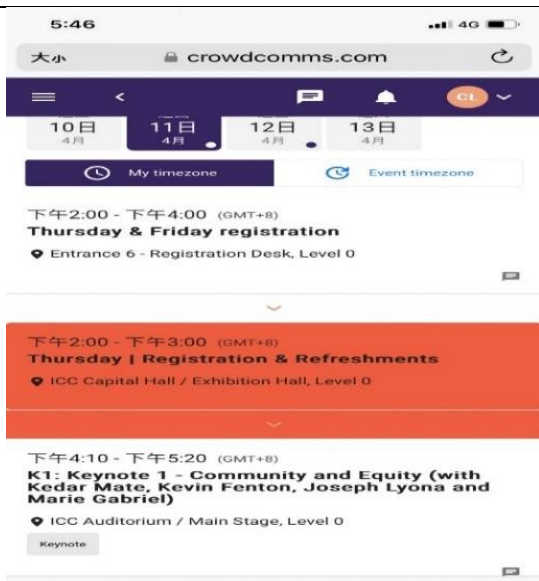 5:46
4G
大小 crowdcomms.com
CL
10日 11日 12日 13日
4月 4月 4月 4月
My timezone Event timezone
下午2:00 - 下午4:00 (GMT+8)
Thursday & Friday registration
Entrance 6 - Registration Desk, Level 0
下午2:00 - 下午3:00 (GMT+8)
Thursday | Registration & Refreshments
ICC Capital Hall / Exhibition Hall, Level 0
下午4:10 - 下午5:20 (GMT+8)
K1: Keynote 1 - Community and Equity (with
Kedar Mate, Kevin Fenton, Joseph Lyona and
Marie Gabriel)
ICC Auditorium / Main Stage, Level 0
Keynote